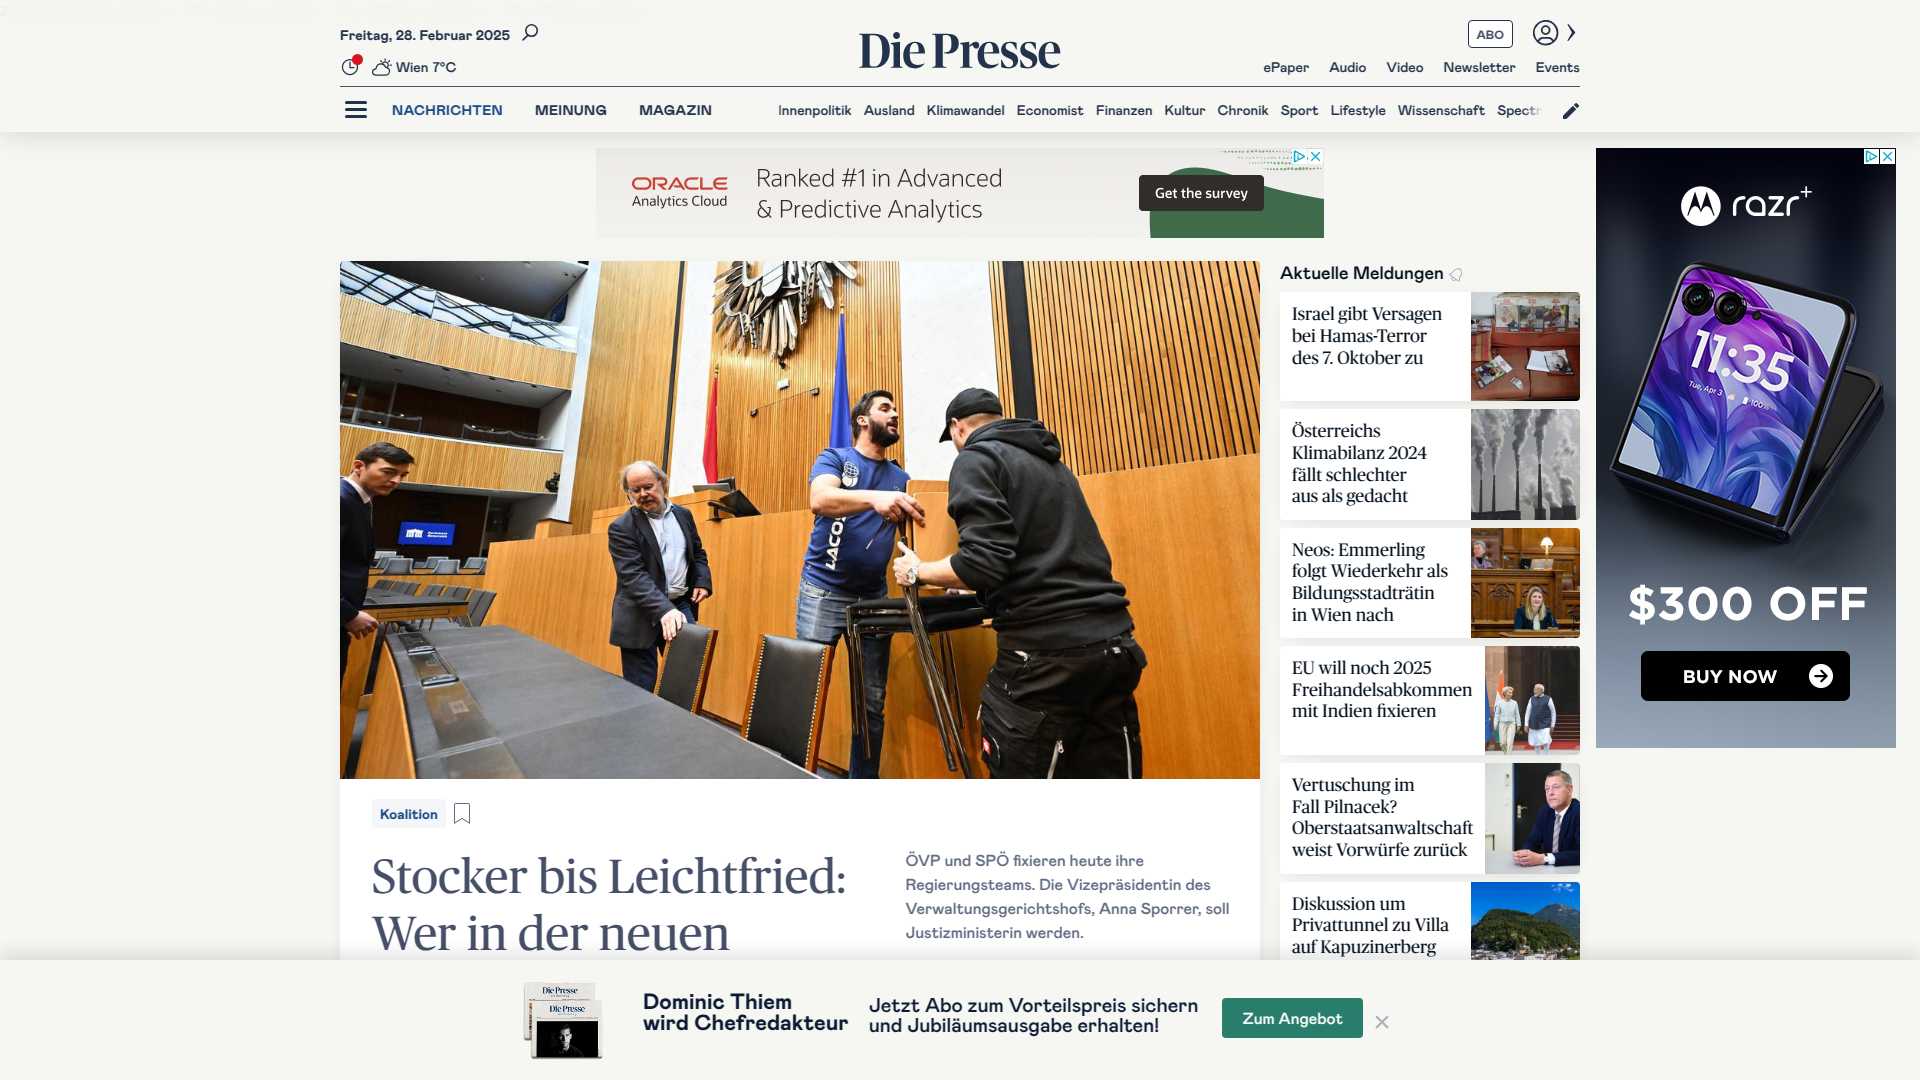 Freitag, 28. Februar 2025
Wien 7°C
Die Presse
ABO
ePaper Audio Video Newsletter Events
NACHRICHTEN MEINUNG MAGAZIN
Innenpolitik Ausland Klimawandel Economist Finanzen Kultur Chronik Sport Lifestyle Wissenschaft Spectr
ORACLE
Analytics Cloud
Ranked #1 in Advanced
& Predictive Analytics
Get the survey
LACOS
Koalition
Stocker bis Leichtfried:
Wer in der neuen
ÖVP und SPÖ fixieren heute ihre
Regierungsteams. Die Vizepräsidentin des
Verwaltungsgerichtshofs, Anna Sporrer, soll
Justizministerin werden.
Aktuelle Meldungen
Israel gibt Versagen
bei Hamas-Terror
des 7. Oktober zu
Österreichs
Klimabilanz 2024
fällt schlechter
aus als gedacht
Neos: Emmerling
folgt Wiederkehr als
Bildungsstadträtin
in Wien nach
EU will noch 2025
Freihandelsabkommen
mit Indien fixieren
Vertuschung im
Fall Pilnacek?
Oberstaatsanwaltschaft
weist Vorwürfe zurück
Diskussion um
Privattunnel zu Villa
auf Kapuzinerberg
razr+
11:35
Tue, Apr 3
100%
$300 OFF
BUY NOW
Die Presse
Die Presse
Dominic Thiem
wird Chefredakteur
Jetzt Abo zum Vorteilspreis sichern
und Jubiläumsausgabe erhalten!
Zum Angebot